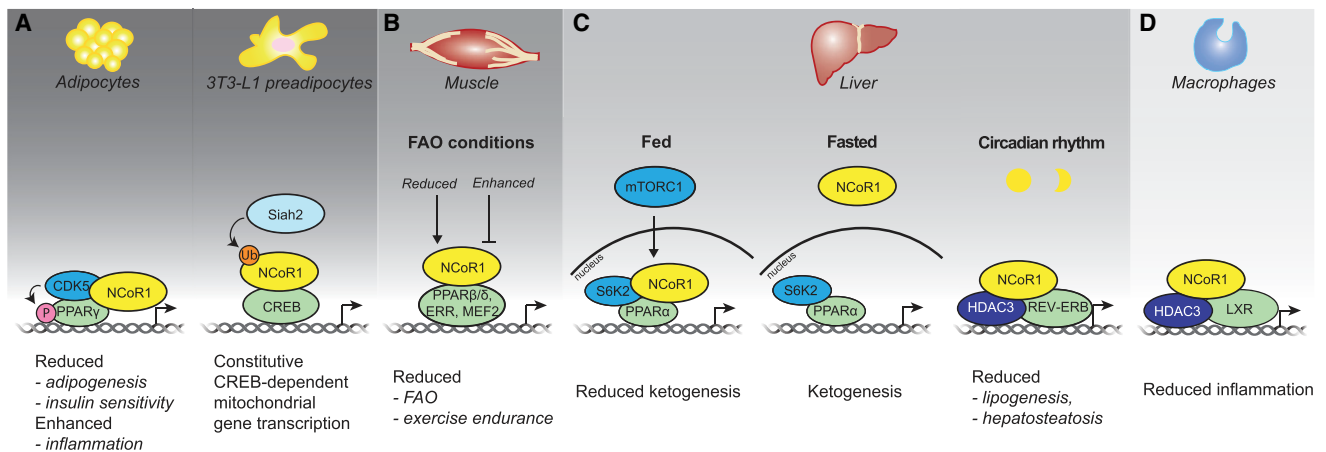 A
Adipocytes
CDK5
NCoR1
P
PPARγ
Reduced
- adipogenesis
- insulin sensitivity
Enhanced
- inflammation
3T3-L1 preadipocytes
Siah2
Ub
NCoR1
CREB
Constitutive
CREB-dependent
mitochondrial
gene transcription
B
Muscle
FAO conditions
Reduced
Enhanced
NCoR1
PPARβ/δ,
ERR, MEF2
Reduced
- FAO
- exercise endurance
C
Liver
Fed
mTORC1
nucleus
S6K2
NCoR1
PPARα
Reduced ketogenesis
Fasted
NCoR1
nucleus
S6K2
PPARα
Ketogenesis
Circadian rhythm
NCoR1
HDAC3
REV-ERB
Reduced
- lipogenesis,
- hepatosteatosis
D
Macrophages
NCoR1
HDAC3
LXR
Reduced inflammation